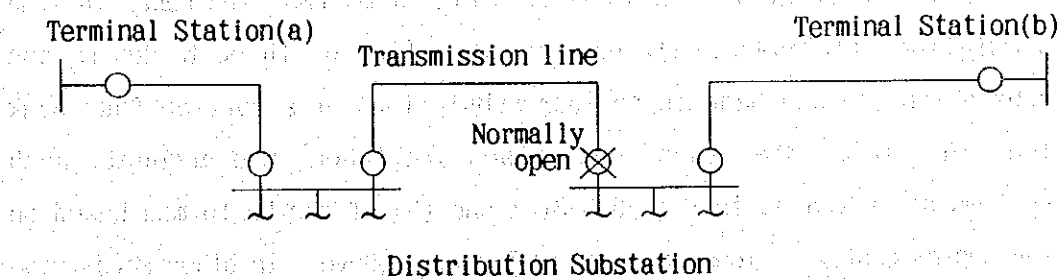 Terminal Station(a)
Terminal Station(b)
Transmission line
Normally
open
Distribution Substation